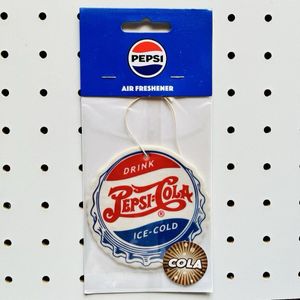 PEPSI
AIR FRESHENER
DRINK
PEPSI-COLA
®
ICE-COLD
COLA